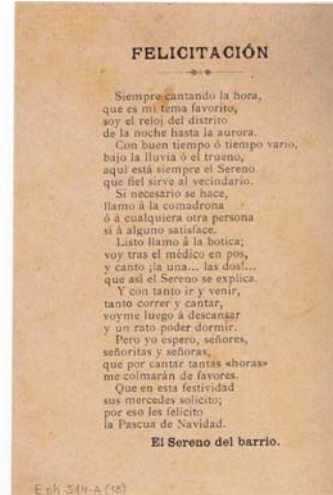 FELICITACIÓN
Siempre cantando la hora,
que es mi tema favorito,
soy el reloj del distrito
de la noche hasta la aurora.
Con buen tiempo ó tiempo vario,
bajo la lluvia ó el trueno,
aquí está siempre el Sereno
que fiel sirve al vecindario.
Si necesario se hace,
llamo á la comadrona
ó á cualquiera otra persona
si á alguno satisface.
Listo llamo á la botica;
voy tras el médico en pos,
y canto ¡la una... las dos!...
que así el Sereno se explica.
Y con tanto ir y venir,
tanto correr y cantar,
voyme luego á descansar
y un rato poder dormir.
Pero yo espero, señores,
señoritas y señoras,
que por cantar tantas «horas»
me colmarán de favores.
Que en esta festividad
sus mercedes solicito;
por eso les felicito
la Pascua de Navidad.
El Sereno del barrio.
Eph. 514-A (18)